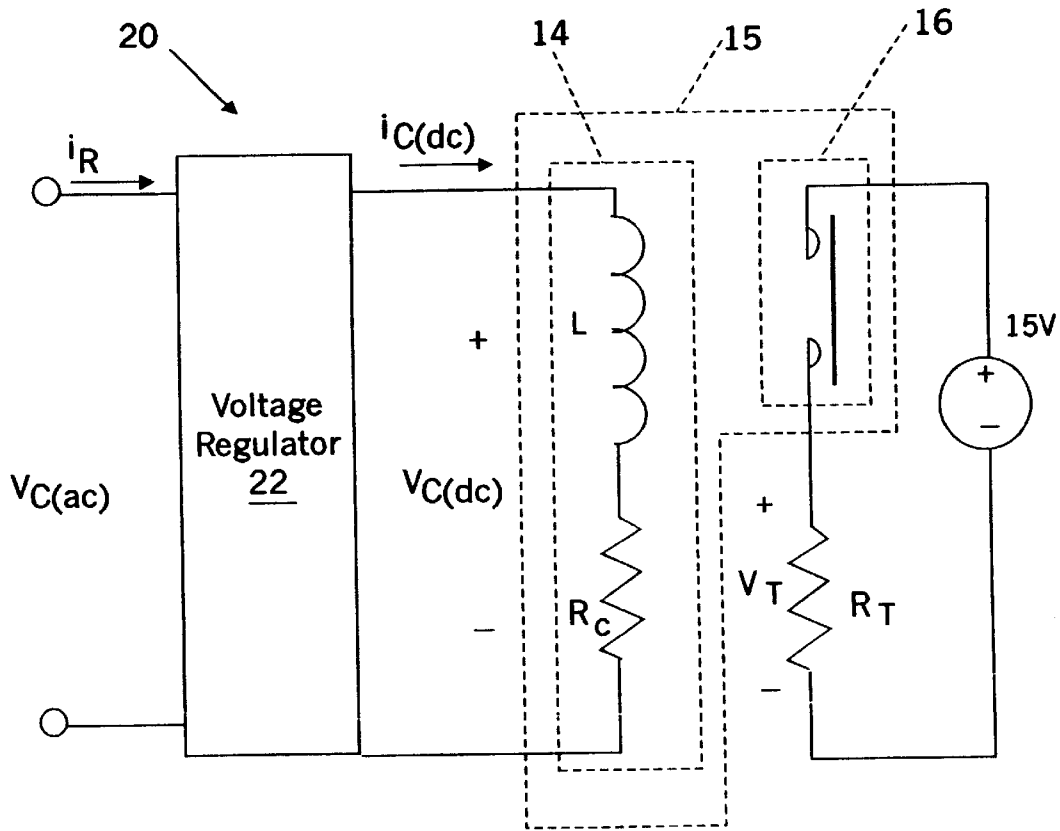 20
14
15
16
iR
iC(dc)
L
15V
+
+
−
Voltage
Regulator
22
VC(ac)
VC(dc)
+
VT
RT
RC
−
−